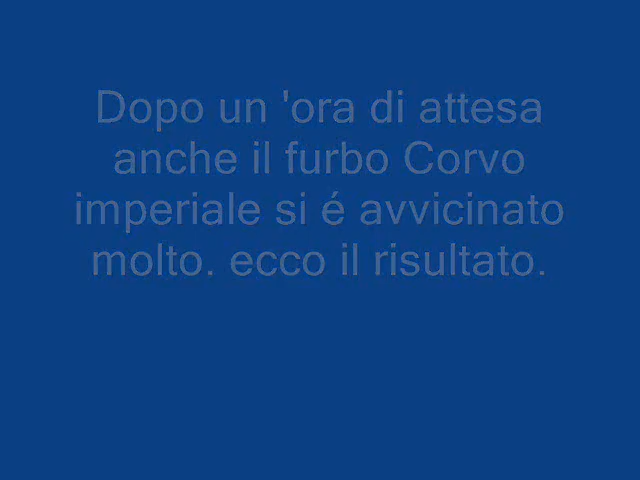 Dopo un 'ora di attesa
anche il furbo Corvo
imperiale si é avvicinato
molto. ecco il risultato.